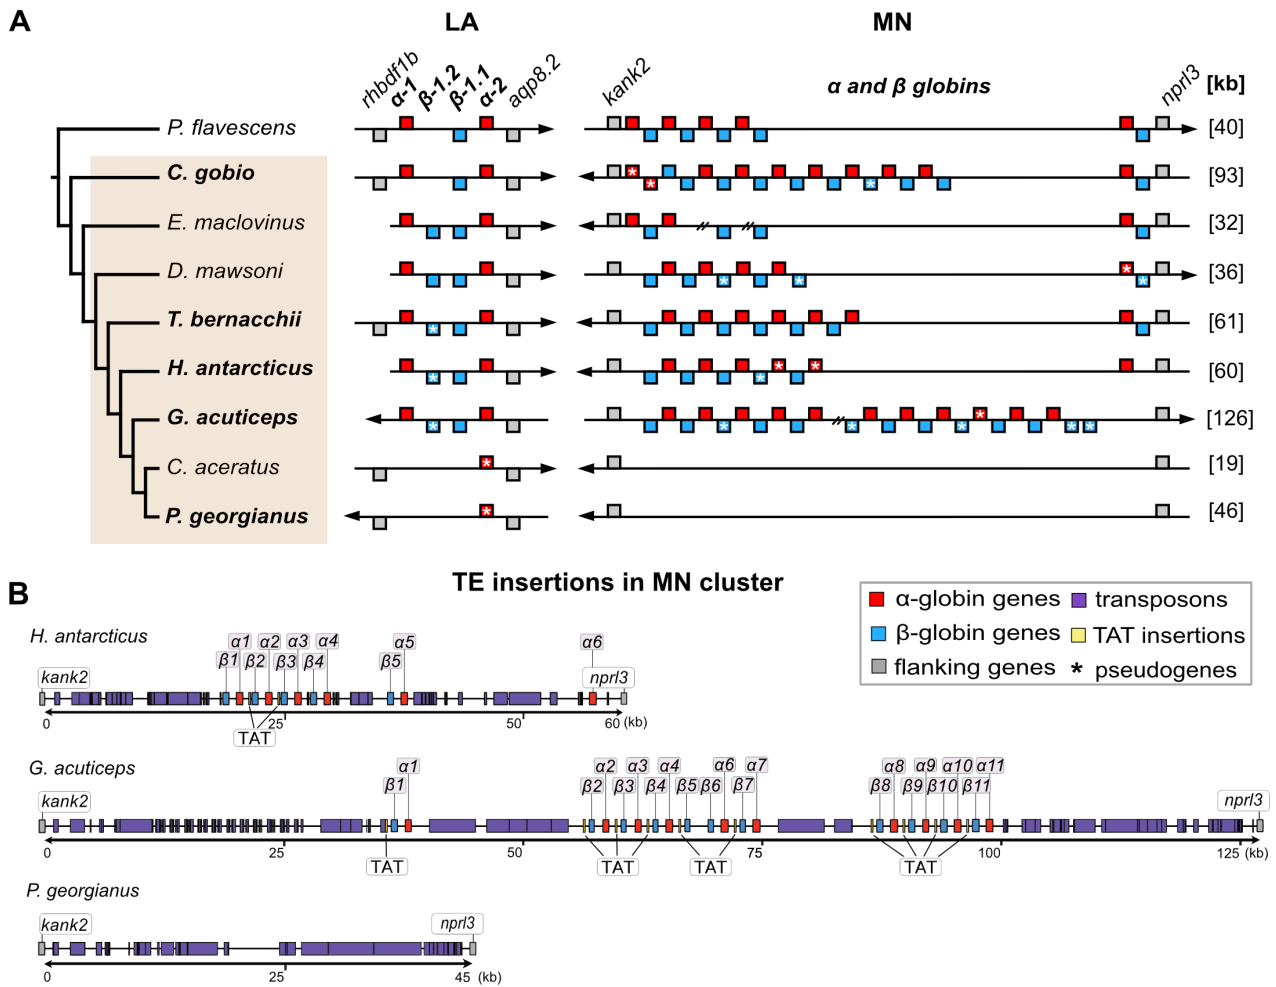 A
LA
MN
rhbdf1b
α-1
β-1.2
β-1.1
α-2
aqp8.2
kank2
α and β globins
nprl3
[kb]
P. flavescens
[40]
C. gobio
* * *
[93]
E. maclovinus
[32]
D. mawsoni
* * * *
[36]
T. bernacchii
*
[61]
H. antarcticus
* * * *
[60]
G. acuticeps
* * * * * * *
[126]
C. aceratus
*
[19]
P. georgianus
*
[46]
B
TE insertions in MN cluster
α-globin genes
transposons
β-globin genes
TAT insertions
flanking genes
* pseudogenes
H. antarcticus
α1 α2 α3 α4 α5 α6
β1 β2 β3 β4 β5
kank2
nprl3
0 25 50 60 (kb)
TAT
G. acuticeps
α1 α2 α3 α4 α6 α7 α8 α9 α10 α11
β1 β2 β3 β4 β5 β6 β7 β8 β9 β10 β11
kank2
nprl3
0 25 50 75 100 125 (kb)
TAT TAT TAT TAT
P. georgianus
kank2
nprl3
0 25 45 (kb)